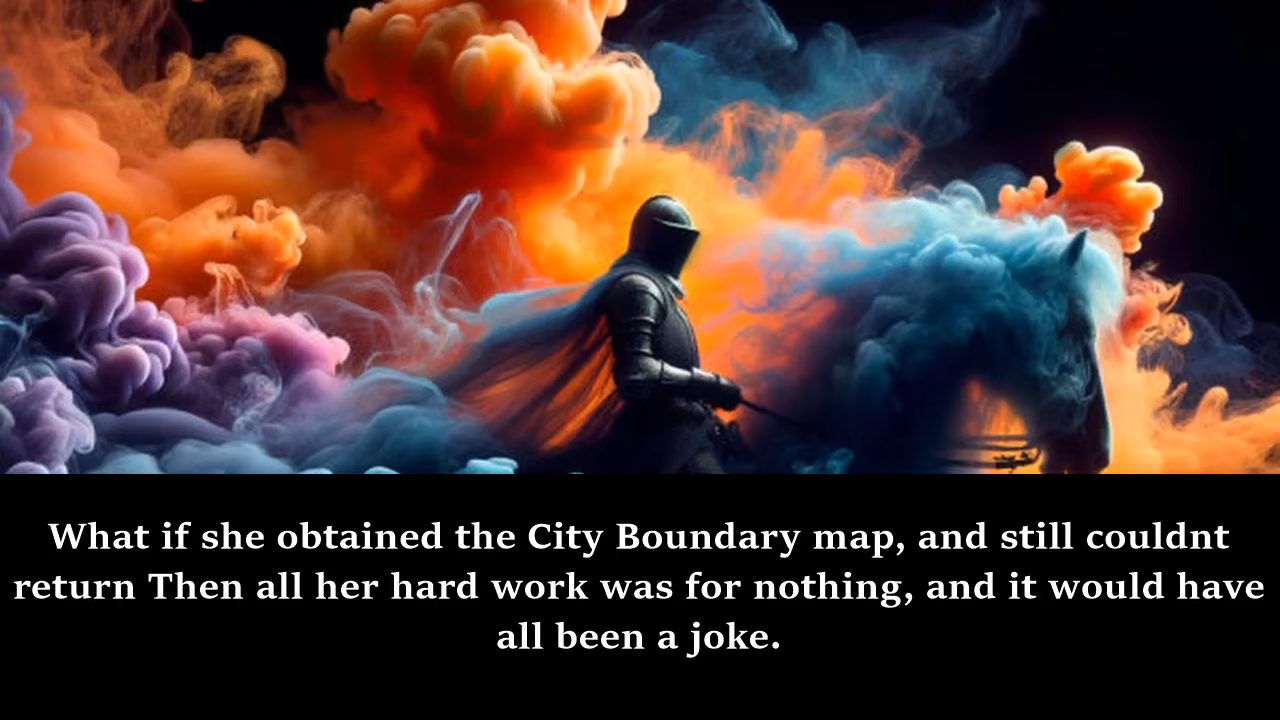 What if she obtained the City Boundary map, and still couldnt
return Then all her hard work was for nothing, and it would have
all been a joke.